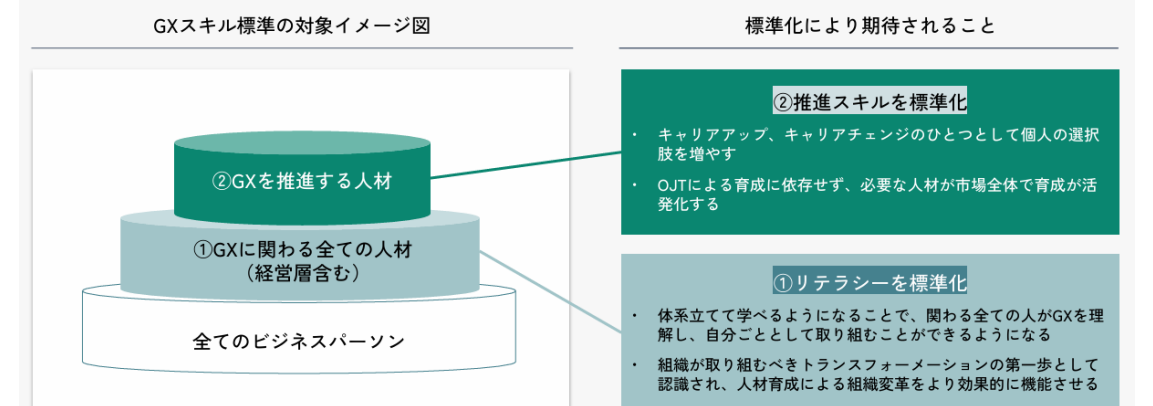 GXスキル標準の対象イメージ図
②GXを推進する人材
①GXに関わる全ての人材
（経営層含む）
全てのビジネスパーソン
標準化により期待されること
②推進スキルを標準化
・ キャリアアップ、キャリアチェンジのひとつとして個人の選択
肢を増やす
・ OJTによる育成に依存せず、必要な人材が市場全体で育成が活
発化する
①リテラシーを標準化
・ 体系立てて学べるようになることで、関わる全ての人がGXを理
解し、自分ごととして取り組むことができるようになる
・ 組織が取り組むべきトランスフォーメーションの第一歩として
認識され、人材育成による組織変革をより効果的に機能させる